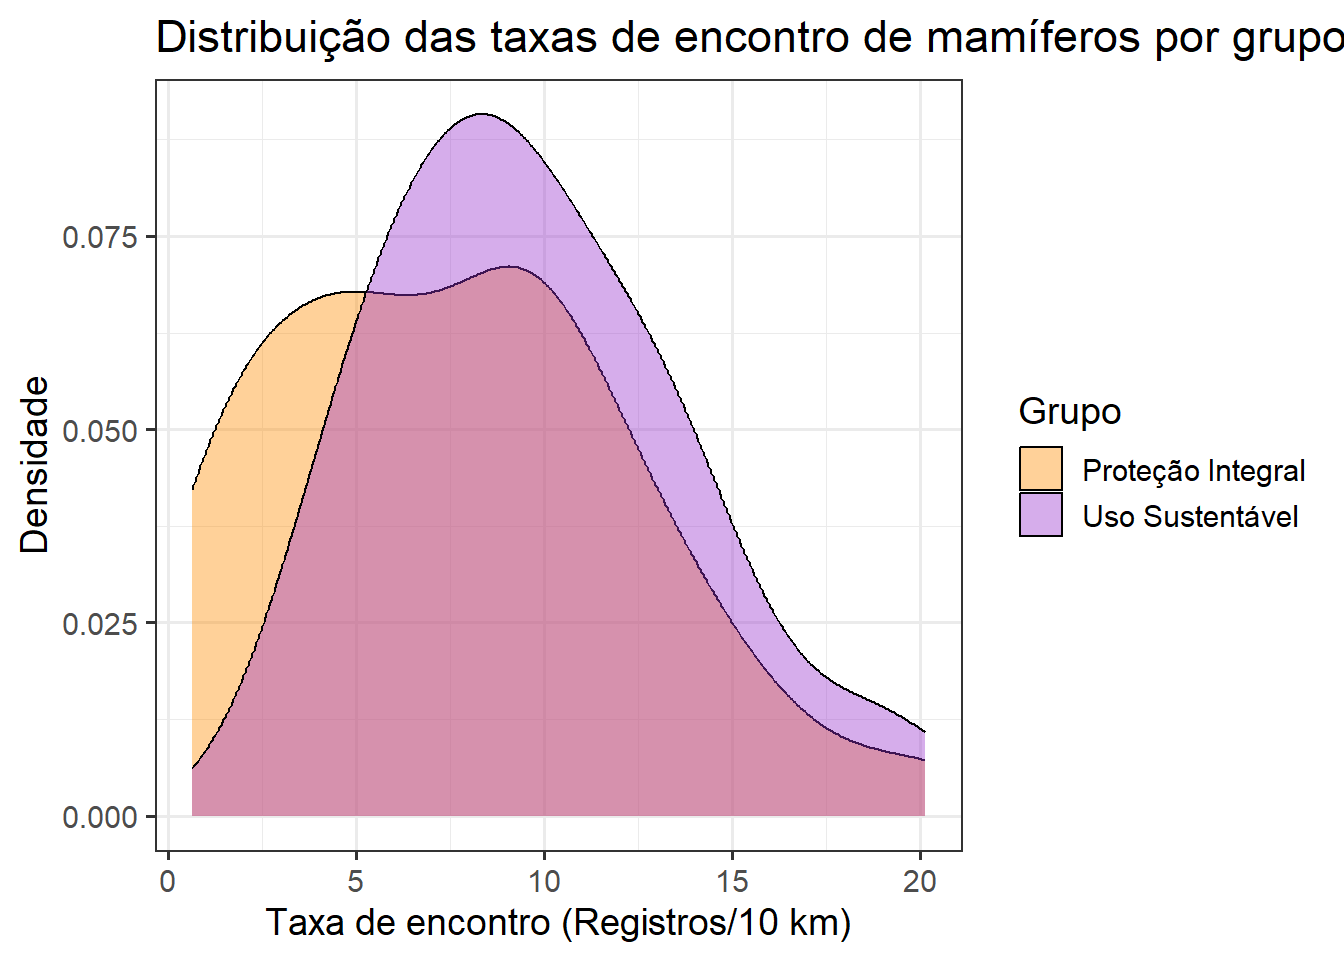 Distribuição das taxas de encontro de mamíferos por grupo
Densidade
0.075
0.050
0.025
0.000
0 5 10 15 20
Taxa de encontro (Registros/10 km)
Grupo
Proteção Integral
Uso Sustentável